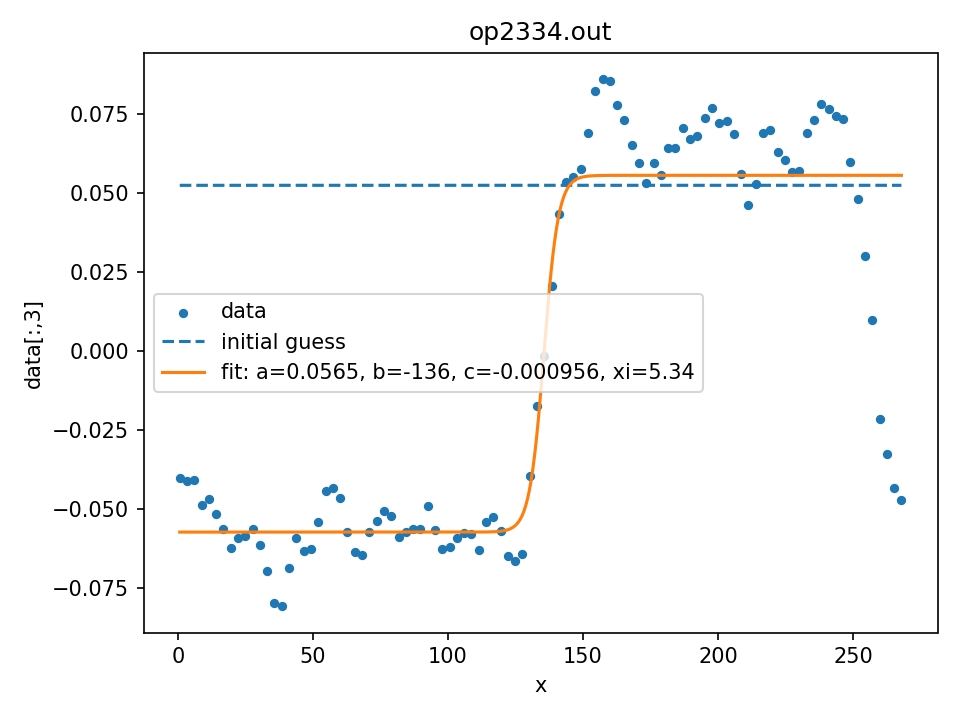 op2334.out
0.075
0.050
0.025
0.000
−0.025
−0.050
−0.075
data[:,3]
data
initial guess
fit: a=0.0565, b=-136, c=-0.000956, xi=5.34
0 50 100 150 200 250
x